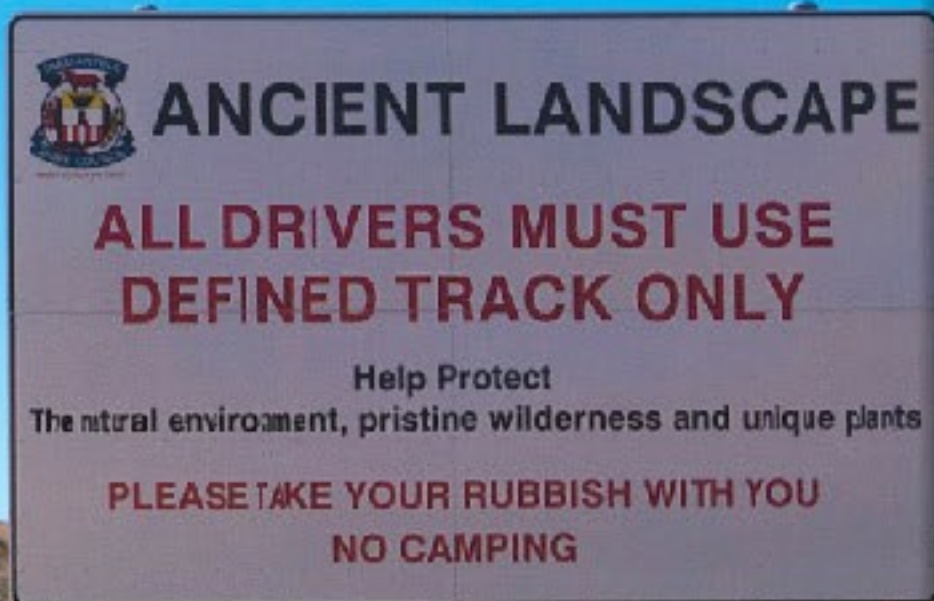 ANCIENT LANDSCAPE
ALL DRIVERS MUST USE
DEFINED TRACK ONLY
Help Protect
The natural environment, pristine wilderness and unique plants
PLEASE TAKE YOUR RUBBISH WITH YOU
NO CAMPING